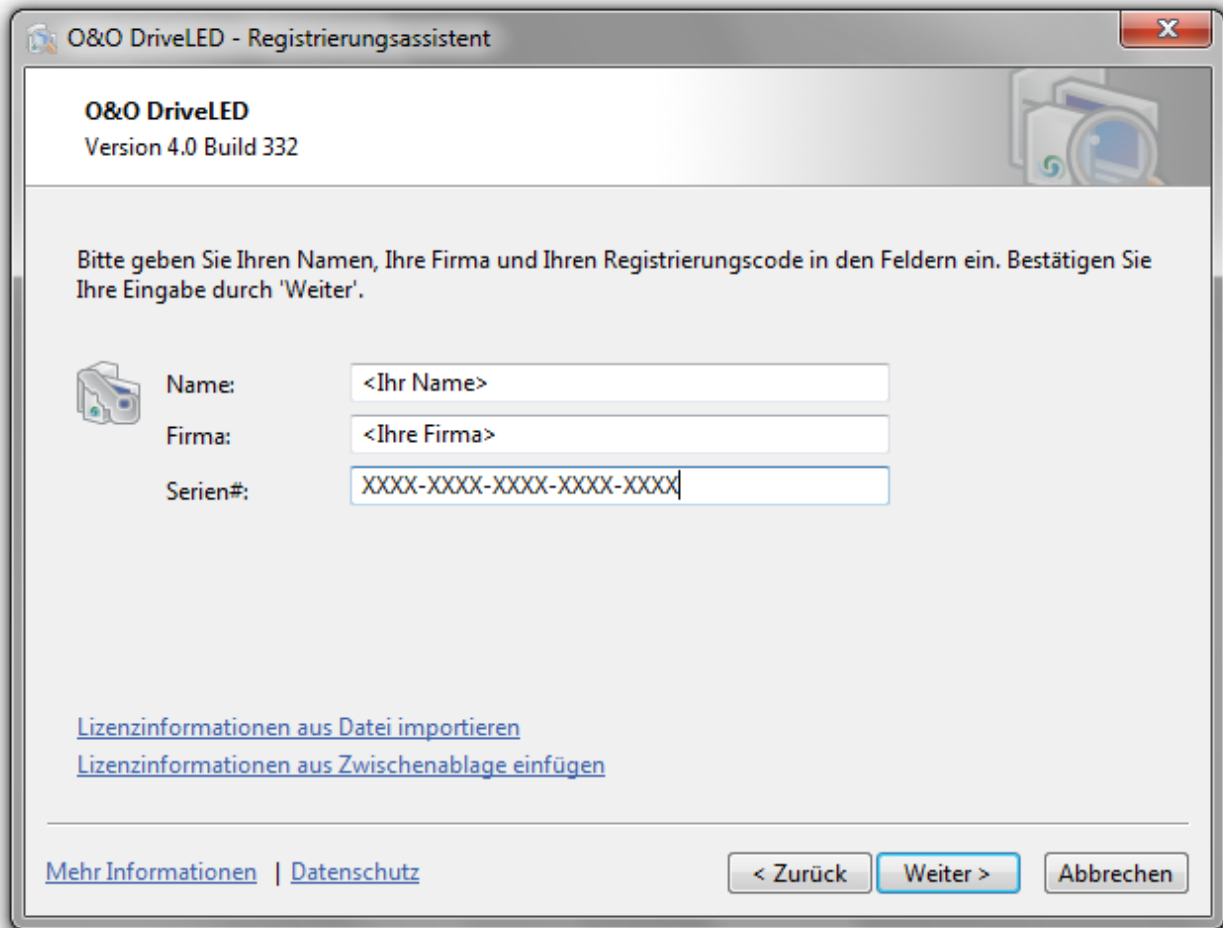 O&O DriveLED - Registrierungsassistent
O&O DriveLED
Version 4.0 Build 332
Bitte geben Sie Ihren Namen, Ihre Firma und Ihren Registrierungscode in den Feldern ein. Bestätigen Sie
Ihre Eingabe durch 'Weiter'.
Name: <Ihr Name>
Firma: <Ihre Firma>
Serien#: XXXX-XXXX-XXXX-XXXX-XXXX
Lizenzinformationen aus Datei importieren
Lizenzinformationen aus Zwischenablage einfügen
Mehr Informationen | Datenschutz < Zurück Weiter > Abbrechen